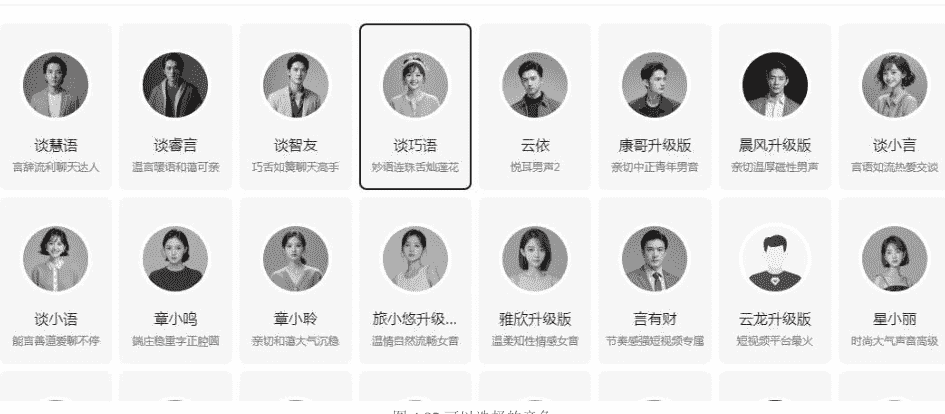 谈慧语 谈睿言 谈智友 谈巧语 云依 康哥升级版 晨风升级版 谈小言
言辞流利聊天达人 温言暖语和蔼可亲 巧舌如簧聊天高手 妙语连珠舌灿莲花 悦耳男声2 亲切中正青年男音 亲切温厚磁性男声 言语如流热爱交谈
谈小语 章小鸣 章小聆 旅小悠升级... 雅欣升级版 言有财 云龙升级版 星小丽
能言善道爱聊不停 端庄稳重字正腔圆 亲切和蔼大气沉稳 温情自然流畅女音 温柔知性情感女音 节奏感强短视频专属 短视频平台最火 时尚大气声音高级